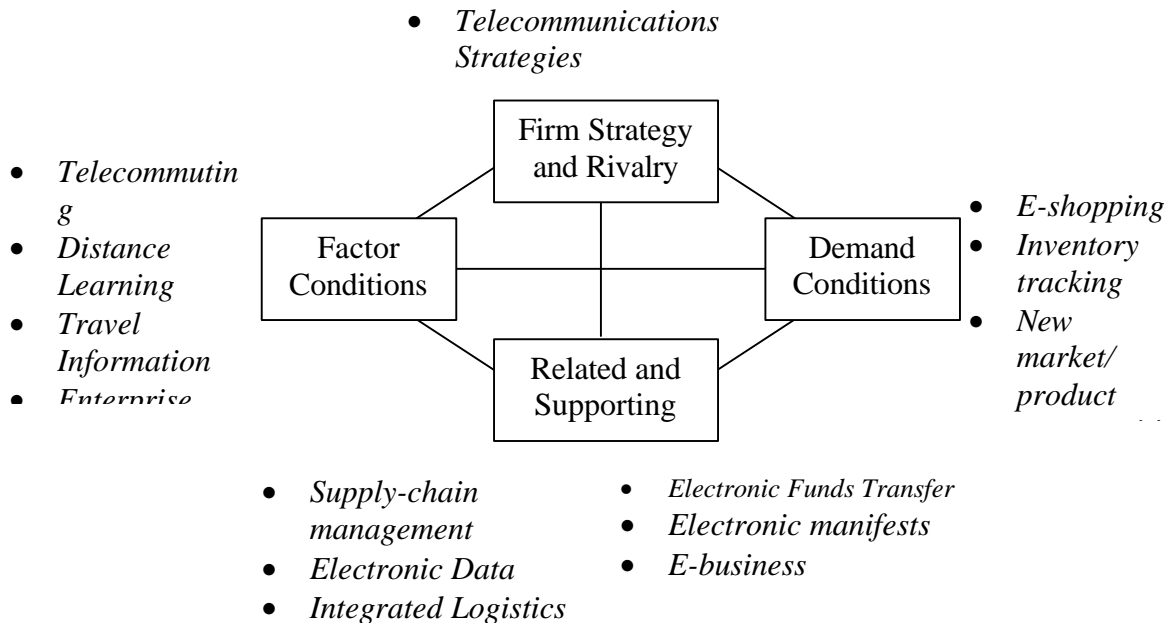 • Telecommunications
Strategies
Firm Strategy
and Rivalry
• Telecommutin
g
• Distance
Learning
• Travel
Information
• Enterprise
Factor
Conditions
Demand
Conditions
• E-shopping
• Inventory
tracking
• New
market/
product
Related and
Supporting
• Supply-chain
management
• Electronic Data
• Integrated Logistics
• Electronic Funds Transfer
• Electronic manifests
• E-business